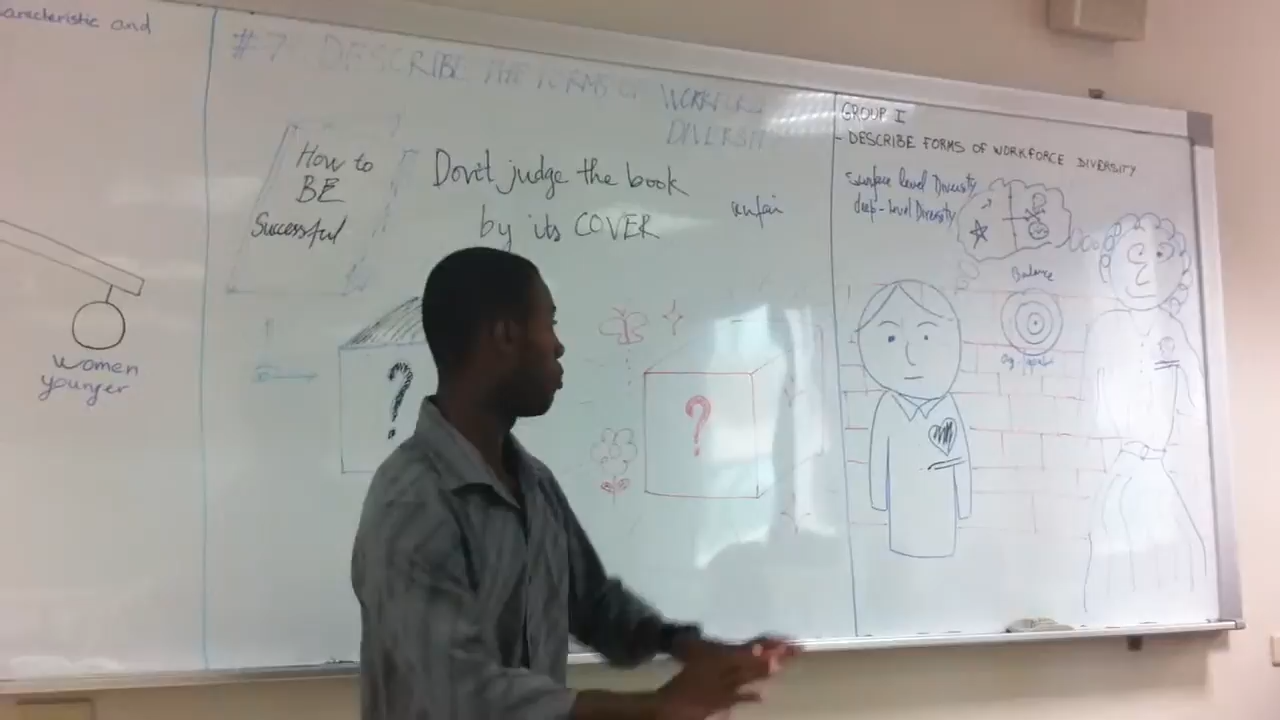 aracteristic and
women
younger
#7 DESCRIBE THE FORMS OF WORKFORCE
DIVERSITY
How to
BE
Successful
Don't judge the book
by its COVER
unfair
?
?
GROUP I
- DESCRIBE FORMS OF WORKFORCE DIVERSITY
Surface level Diversity
deep-level Diversity
Balance